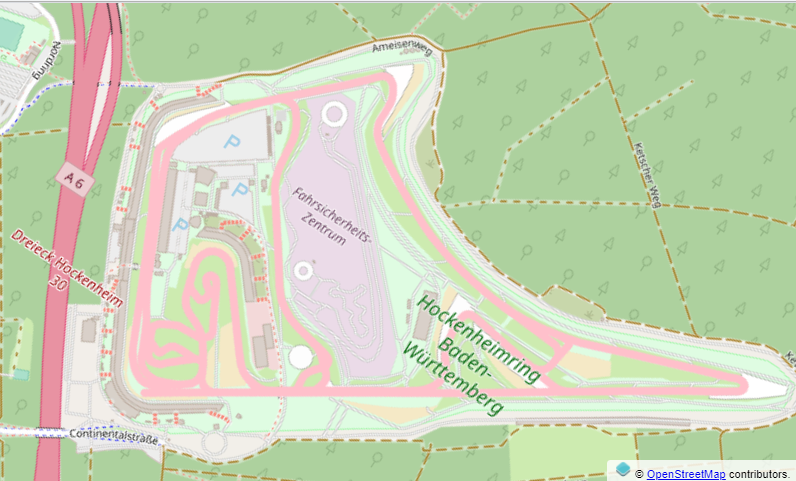 Ameisenweg
Nordring
P
P
P
A 6
Ketscher Weg
Fahrsicherheits-
Zentrum
Dreieck Hockenheim
30
Hockenheimring
Baden-
Württemberg
Continentalstraße
© OpenStreetMap contributors.